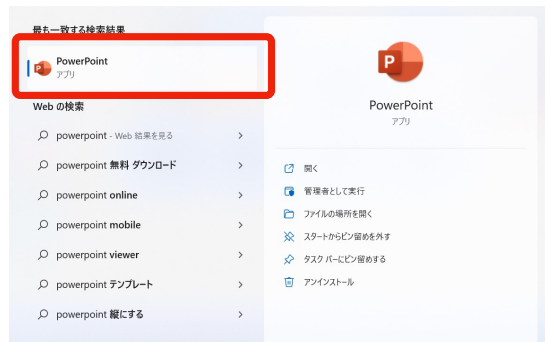 最も一致する検索結果
PowerPoint
アプリ
Web の検索
powerpoint - Web 結果を見る
powerpoint 無料 ダウンロード
powerpoint online
powerpoint mobile
powerpoint viewer
powerpoint テンプレート
powerpoint 縦にする
P
PowerPoint
アプリ
開く
管理者として実行
ファイルの場所を開く
スタートからピン留めを外す
タスク バーにピン留めする
アンインストール